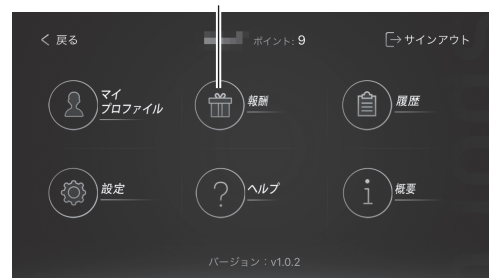 戻る
ポイント: 9
サインアウト
マイ
プロファイル
報酬
履歴
設定
ヘルプ
概要
バージョン：v1.0.2